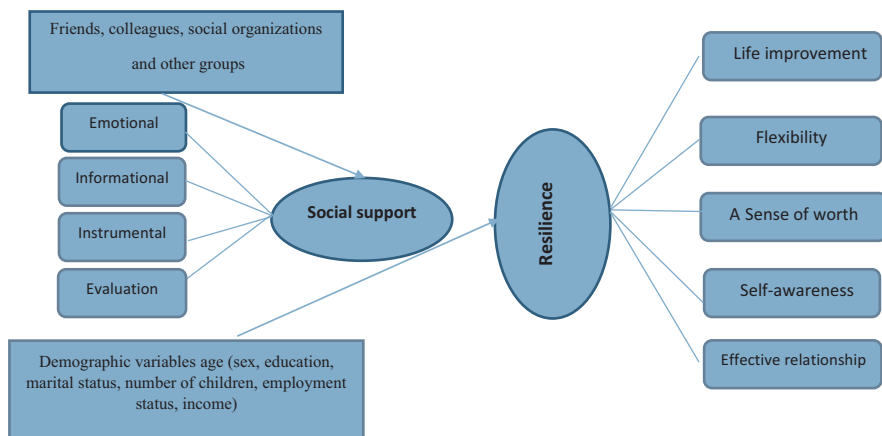 Friends, colleagues, social organizations
and other groups
Emotional
Informational
Instrumental
Evaluation
Social support
Demographic variables age (sex, education,
marital status, number of children, employment
status, income)
Resilience
Life improvement
Flexibility
A Sense of worth
Self-awareness
Effective relationship